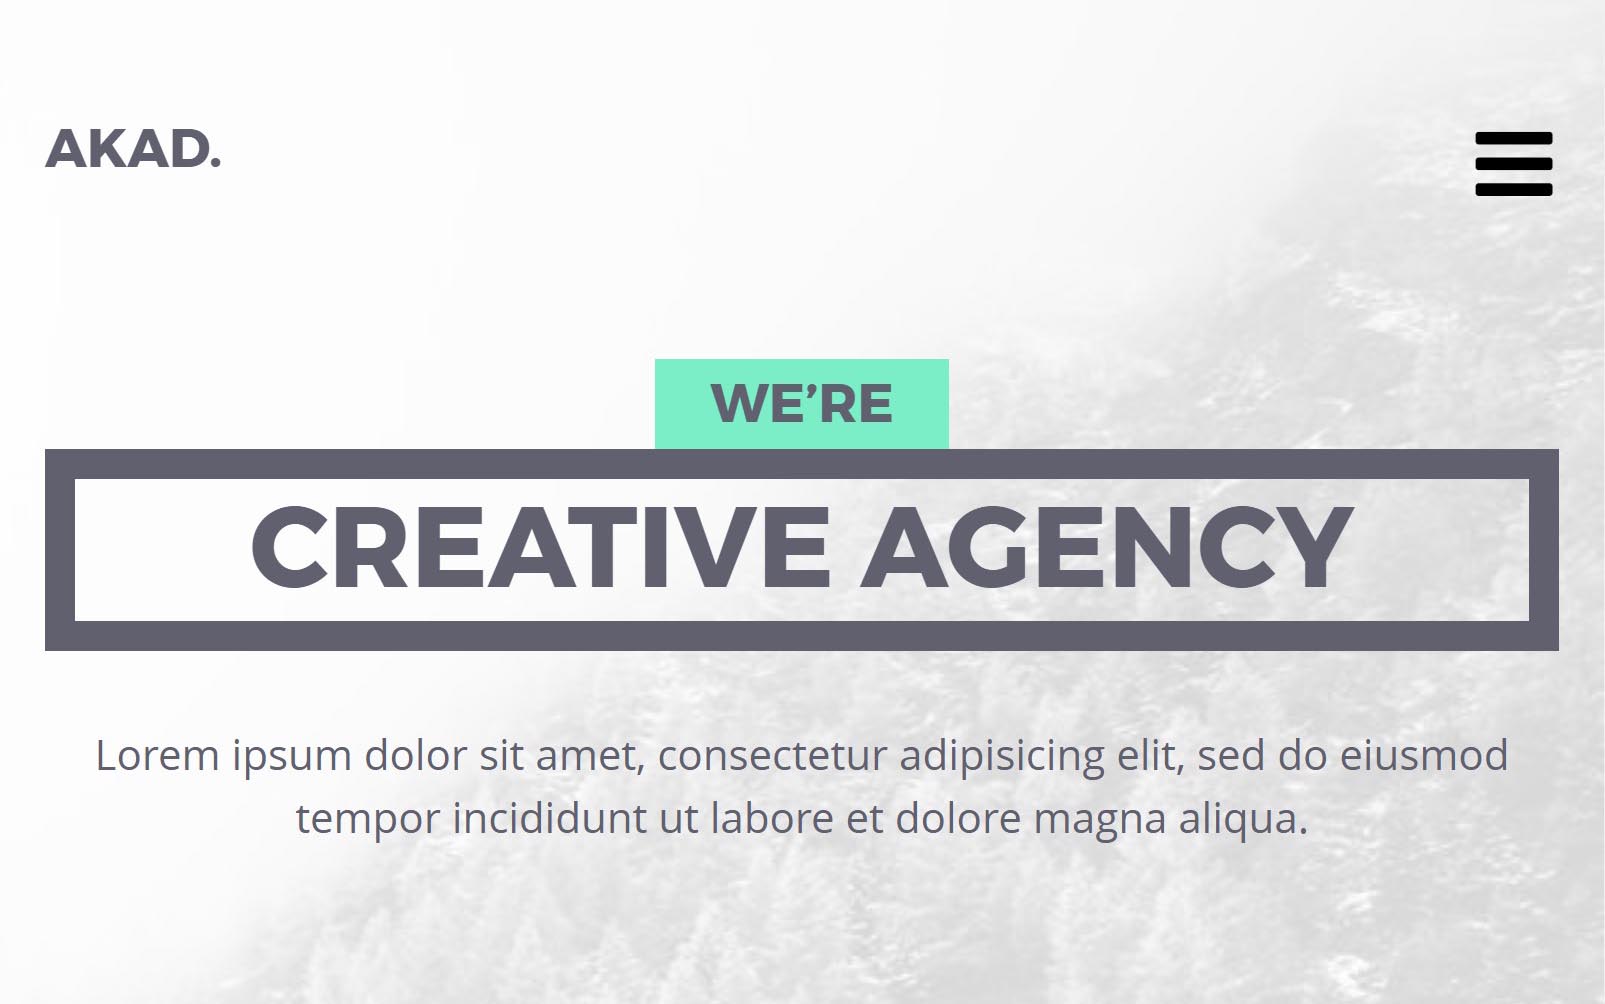 AKAD.
WE’RE
CREATIVE AGENCY
Lorem ipsum dolor sit amet, consectetur adipisicing elit, sed do eiusmod
tempor incididunt ut labore et dolore magna aliqua.